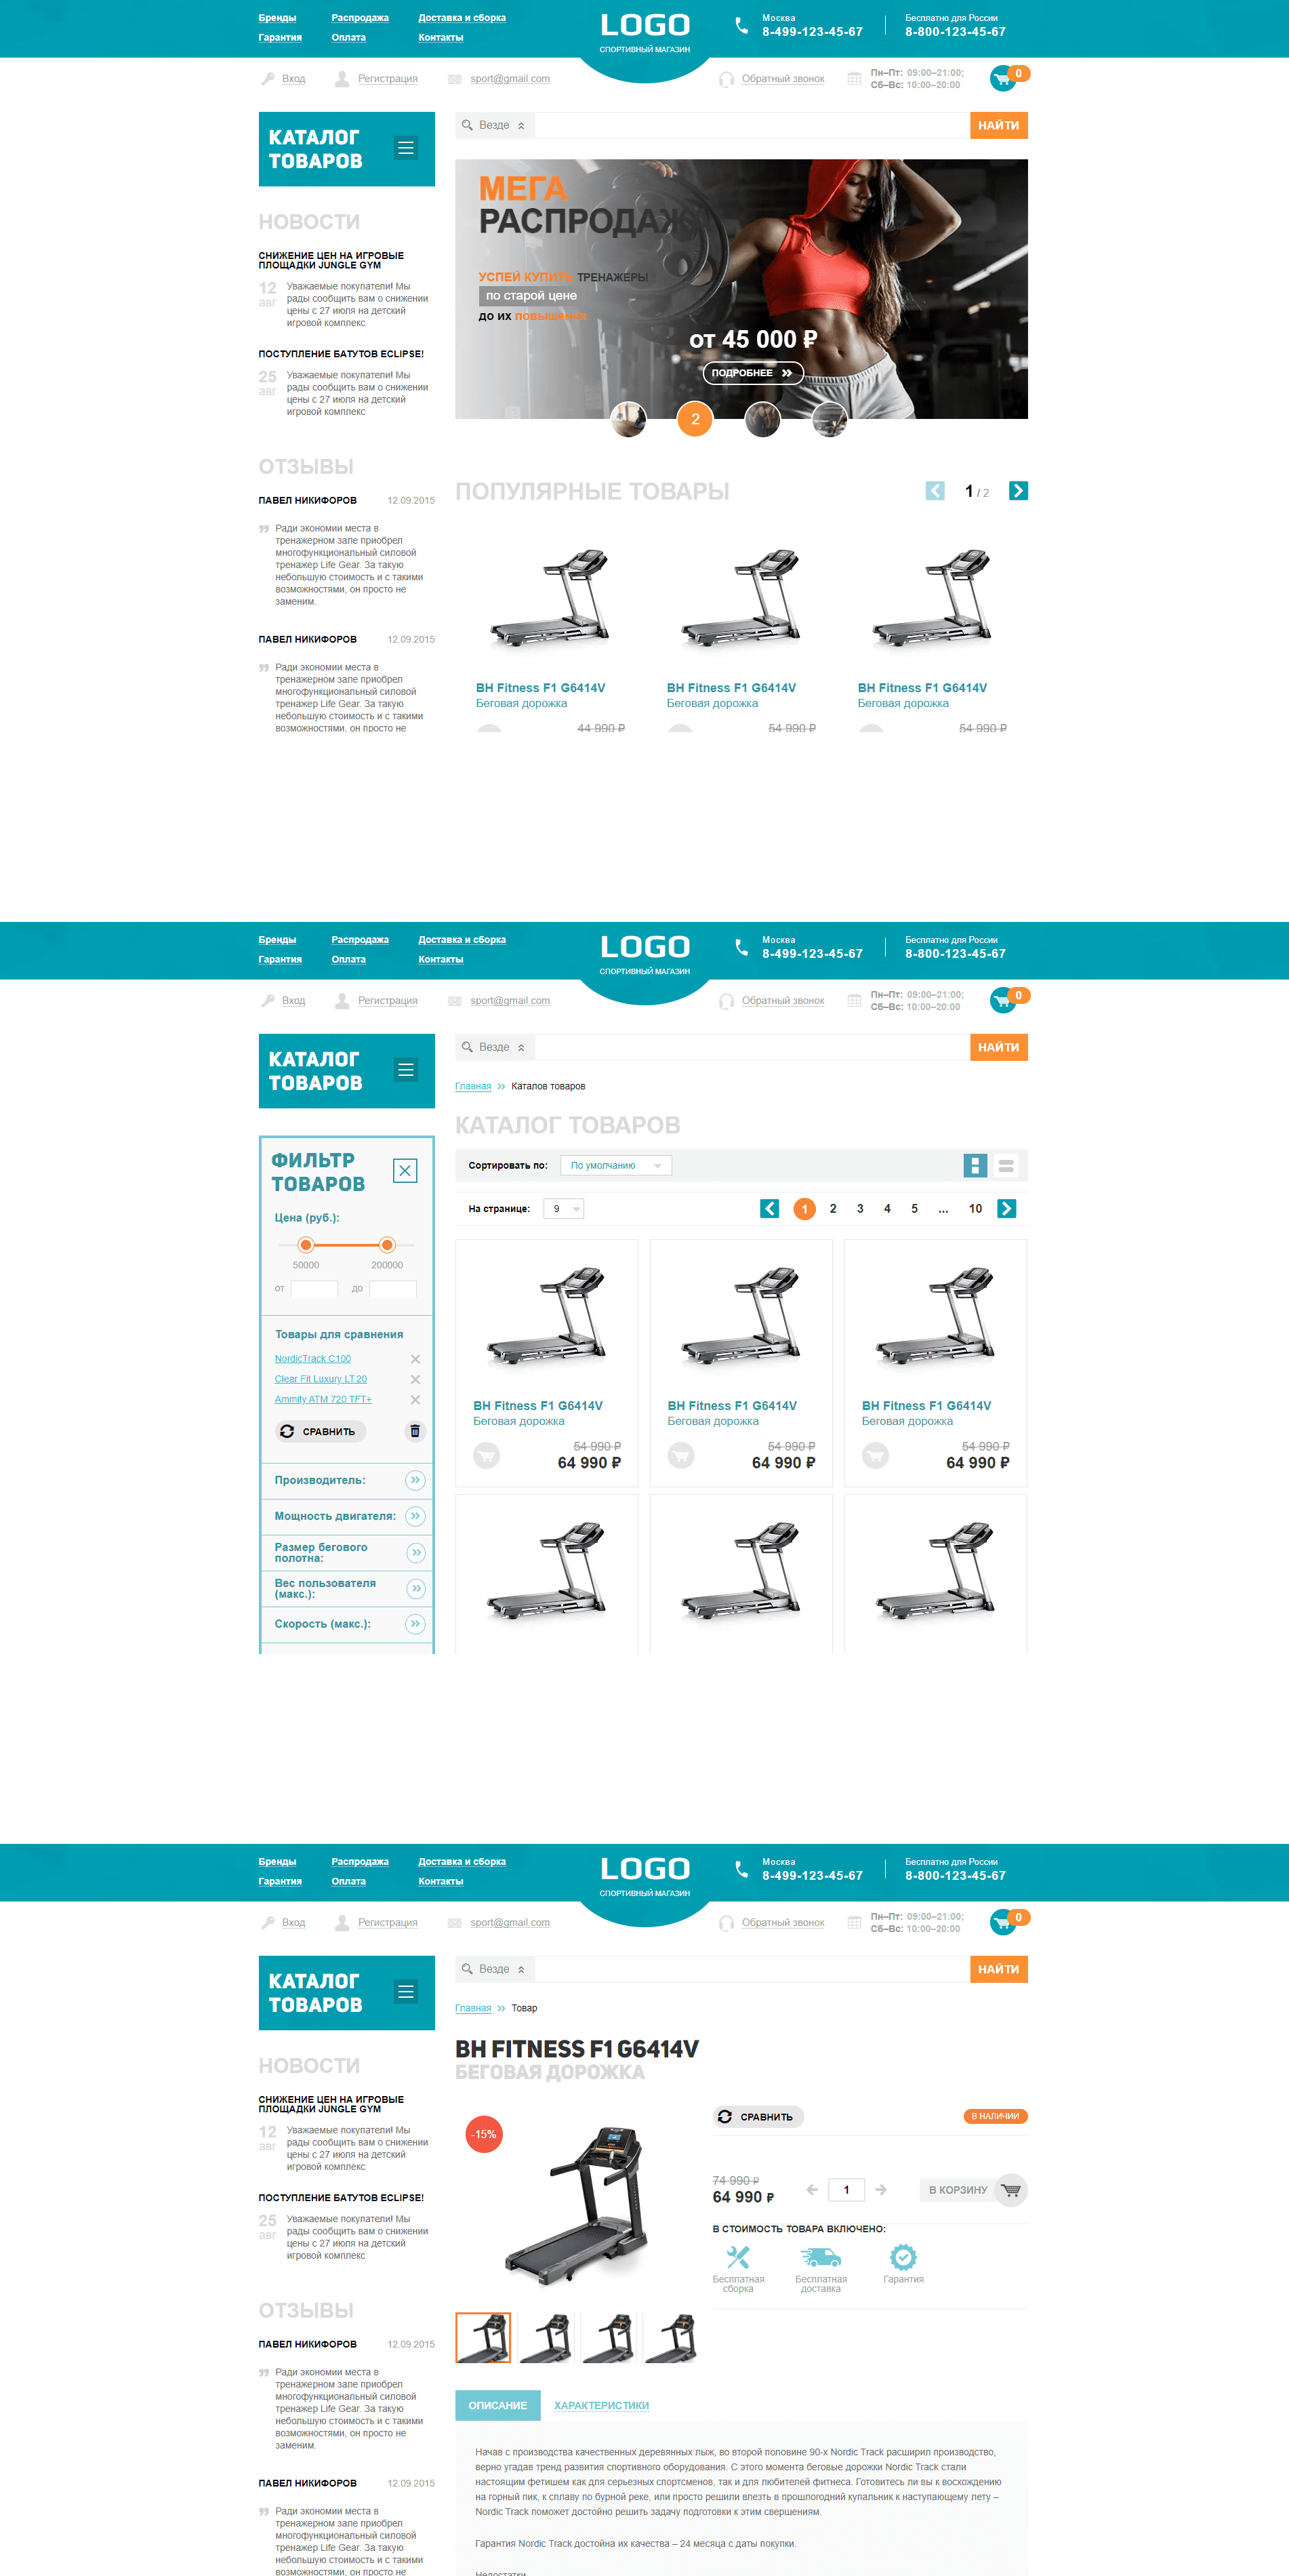 Бренды Распродажа Доставка и сборка
Гарантия Оплата Контакты
LOGO
СПОРТИВНЫЙ МАГАЗИН
Москва
8-499-123-45-67
Бесплатно для России
8-800-123-45-67
Вход Регистрация sport@gmail.com
Обратный звонок
Пн–Пт: 09:00–21:00;
Сб–Вс: 10:00–20:00
0
КАТАЛОГ
ТОВАРОВ
Везде
НАЙТИ
НОВОСТИ
СНИЖЕНИЕ ЦЕН НА ИГРОВЫЕ
ПЛОЩАДКИ JUNGLE GYM
12
авг
Уважаемые покупатели! Мы
рады сообщить вам о снижении
цены с 27 июля на детский
игровой комплекс
ПОСТУПЛЕНИЕ БАТУТОВ ECLIPSE!
25
авг
Уважаемые покупатели! Мы
рады сообщить вам о снижении
цены с 27 июля на детский
игровой комплекс
ОТЗЫВЫ
ПАВЕЛ НИКИФОРОВ 12.09.2015
Ради экономии места в
тренажерном зале приобрел
многофункциональный силовой
тренажер Life Gear. За такую
небольшую стоимость и с такими
возможностями, он просто не
заменим.
ПАВЕЛ НИКИФОРОВ 12.09.2015
Ради экономии места в
тренажерном зале приобрел
многофункциональный силовой
тренажер Life Gear. За такую
небольшую стоимость и с такими
возможностями, он просто не
МЕГА
РАСПРОДАЖ
УСПЕЙ КУПИТЬ ТРЕНАЖЕРЫ
по старой цене
до их повышения
от 45 000 ₽
ПОДРОБНЕЕ
2
ПОПУЛЯРНЫЕ ТОВАРЫ
1 / 2
BH Fitness F1 G6414V BH Fitness F1 G6414V BH Fitness F1 G6414V
Беговая дорожка Беговая дорожка Беговая дорожка
44 990 ₽ 54 990 ₽ 54 990 ₽
Бренды Распродажа Доставка и сборка
Гарантия Оплата Контакты
LOGO
СПОРТИВНЫЙ МАГАЗИН
Москва
8-499-123-45-67
Бесплатно для России
8-800-123-45-67
Вход Регистрация sport@gmail.com
Обратный звонок
Пн–Пт: 09:00–21:00;
Сб–Вс: 10:00–20:00
0
КАТАЛОГ
ТОВАРОВ
Везде
НАЙТИ
Главная Каталов товаров
КАТАЛОГ ТОВАРОВ
Сортировать по: По умолчанию
На странице: 9
1 2 3 4 5 ... 10
ФИЛЬТР
ТОВАРОВ
Цена (руб.):
50000 200000
от до
Товары для сравнения
NordicTrack C100
Clear Fit Luxury LT.20
Ammity ATM 720 TFT+
СРАВНИТЬ
Производитель:
Мощность двигателя:
Размер бегового
полотна:
Вес пользователя
(макс.):
Скорость (макс.):
BH Fitness F1 G6414V BH Fitness F1 G6414V BH Fitness F1 G6414V
Беговая дорожка Беговая дорожка Беговая дорожка
54 990 ₽ 54 990 ₽ 54 990 ₽
64 990 ₽ 64 990 ₽ 64 990 ₽
Бренды Распродажа Доставка и сборка
Гарантия Оплата Контакты
LOGO
СПОРТИВНЫЙ МАГАЗИН
Москва
8-499-123-45-67
Бесплатно для России
8-800-123-45-67
Вход Регистрация sport@gmail.com
Обратный звонок
Пн–Пт: 09:00–21:00;
Сб–Вс: 10:00–20:00
0
КАТАЛОГ
ТОВАРОВ
Везде
НАЙТИ
НОВОСТИ
СНИЖЕНИЕ ЦЕН НА ИГРОВЫЕ
ПЛОЩАДКИ JUNGLE GYM
12
авг
Уважаемые покупатели! Мы
рады сообщить вам о снижении
цены с 27 июля на детский
игровой комплекс
ПОСТУПЛЕНИЕ БАТУТОВ ECLIPSE!
25
авг
Уважаемые покупатели! Мы
рады сообщить вам о снижении
цены с 27 июля на детский
игровой комплекс
ОТЗЫВЫ
ПАВЕЛ НИКИФОРОВ 12.09.2015
Ради экономии места в
тренажерном зале приобрел
многофункциональный силовой
тренажер Life Gear. За такую
небольшую стоимость и с такими
возможностями, он просто не
заменим.
ПАВЕЛ НИКИФОРОВ 12.09.2015
Ради экономии места в
тренажерном зале приобрел
многофункциональный силовой
тренажер Life Gear. За такую
небольшую стоимость и с такими
возможностями, он просто не
Главная Товар
BH FITNESS F1 G6414V
БЕГОВАЯ ДОРОЖКА
-15%
СРАВНИТЬ
В НАЛИЧИИ
74 990 ₽
64 990 ₽
1
В КОРЗИНУ
В СТОИМОСТЬ ТОВАРА ВКЛЮЧЕНО:
Бесплатная
сборка
Бесплатная
доставка
Гарантия
ОПИСАНИЕ ХАРАКТЕРИСТИКИ
Начав с производства качественных деревянных лыж, во второй половине 90-х Nordic Track расширил производство,
верно угадав тренд развития спортивного оборудования. С этого момента беговые дорожки Nordic Track стали
настоящим фетишем как для серьезных спортсменов, так и для любителей фитнеса. Готовитесь ли вы к восхождению
на горный пик, к сплаву по бурной реке, или просто решили влезть в прошлогодний купальник к наступающему лету –
Nordic Track поможет достойно решить задачу подготовки к этим свершениям.
Гарантия Nordic Track достойна их качества – 24 месяца с даты покупки.
Недостатки